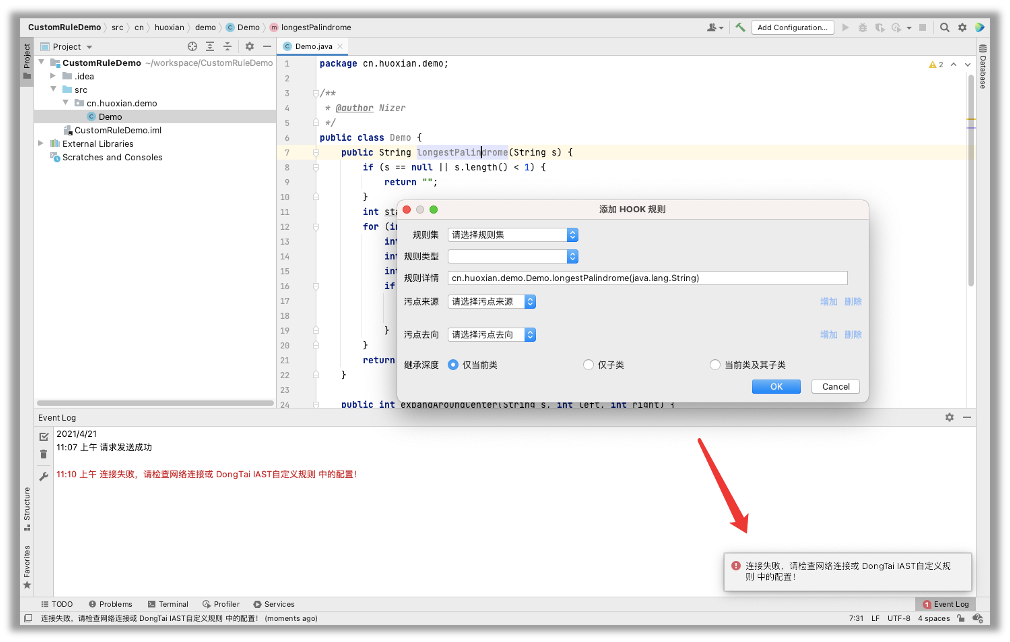 CustomRuleDemo › src › cn › huoxian › demo › Demo › longestPalindrome
Add Configuration...
Project
Demo.java
Project
Database
CustomRuleDemo ~/workspace/CustomRuleDemo
.idea
src
cn.huoxian.demo
Demo
CustomRuleDemo.iml
External Libraries
Scratches and Consoles
2
1 package cn.huoxian.demo;
2
3 /**
4 * @author Nizer
5 */
6 public class Demo {
7 public String longestPalindrome(String s) {
8 if (s == null || s.length() < 1) {
9 return "";
10 }
11 int sta
12 for (in
13 int
14 int
15 int
16 if
17
18
19 }
20 }
21 return
22 }
23
24 public int expandAroundCenter(String s, int left, int right) {
添加 HOOK 规则
规则集 请选择规则集
规则类型
规则详情 cn.huoxian.demo.Demo.longestPalindrome(java.lang.String)
污点来源 请选择污点来源 增加 删除
污点去向 请选择污点去向 增加 删除
继承深度 仅当前类 仅子类 当前类及其子类
OK Cancel
Event Log
2021/4/21
11:07 上午 请求发送成功
11:10 上午 连接失败，请检查网络连接或 DongTai IAST自定义规则 中的配置！
Structure
Favorites
连接失败，请检查网络连接或 DongTai IAST自定义规
则 中的配置！
TODO Problems Terminal Profiler Services 1 Event Log
连接失败，请检查网络连接或 DongTai IAST自定义规则 中的配置！ (moments ago) 7:31 LF UTF-8 4 spaces